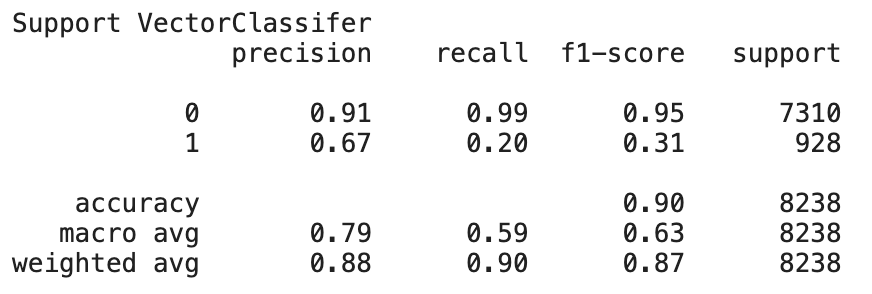 Support VectorClassifer
precision recall f1-score support
0 0.91 0.99 0.95 7310
1 0.67 0.20 0.31 928
accuracy 0.90 8238
macro avg 0.79 0.59 0.63 8238
weighted avg 0.88 0.90 0.87 8238